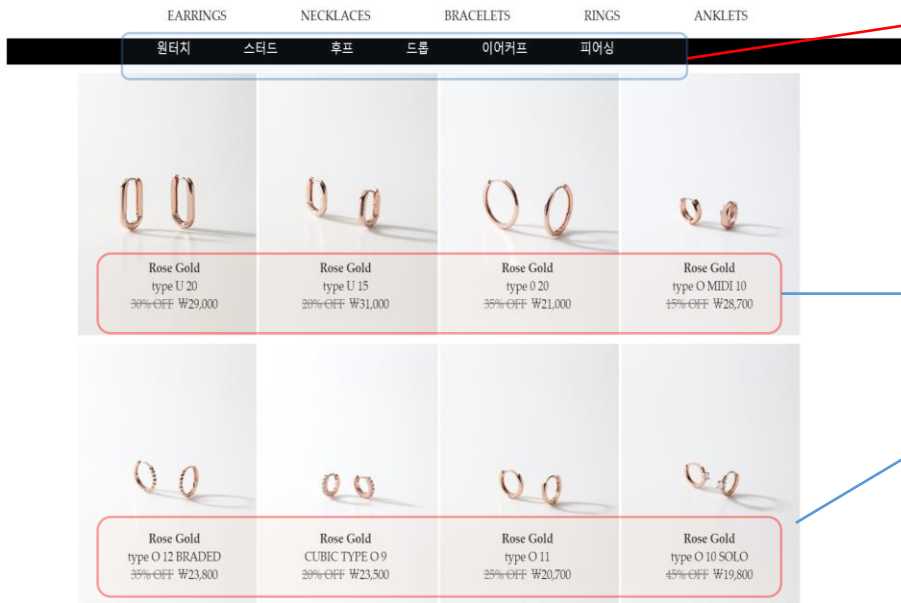 EARRINGS NECKLACES BRACELETS RINGS ANKLETS
원터치 스터드 후프 드롭 이어커프 피어싱
Rose Gold Rose Gold Rose Gold Rose Gold
type U 20 type U 15 type 0 20 type O MIDI 10
30% OFF ₩29,000 20% OFF ₩31,000 35% OFF ₩21,000 15% OFF ₩28,700
Rose Gold Rose Gold Rose Gold Rose Gold
type O 12 BRADED CUBIC TYPE O 9 type O 11 type O 10 SOLO
35% OFF ₩23,800 20% OFF ₩23,500 25% OFF ₩20,700 45% OFF ₩19,800